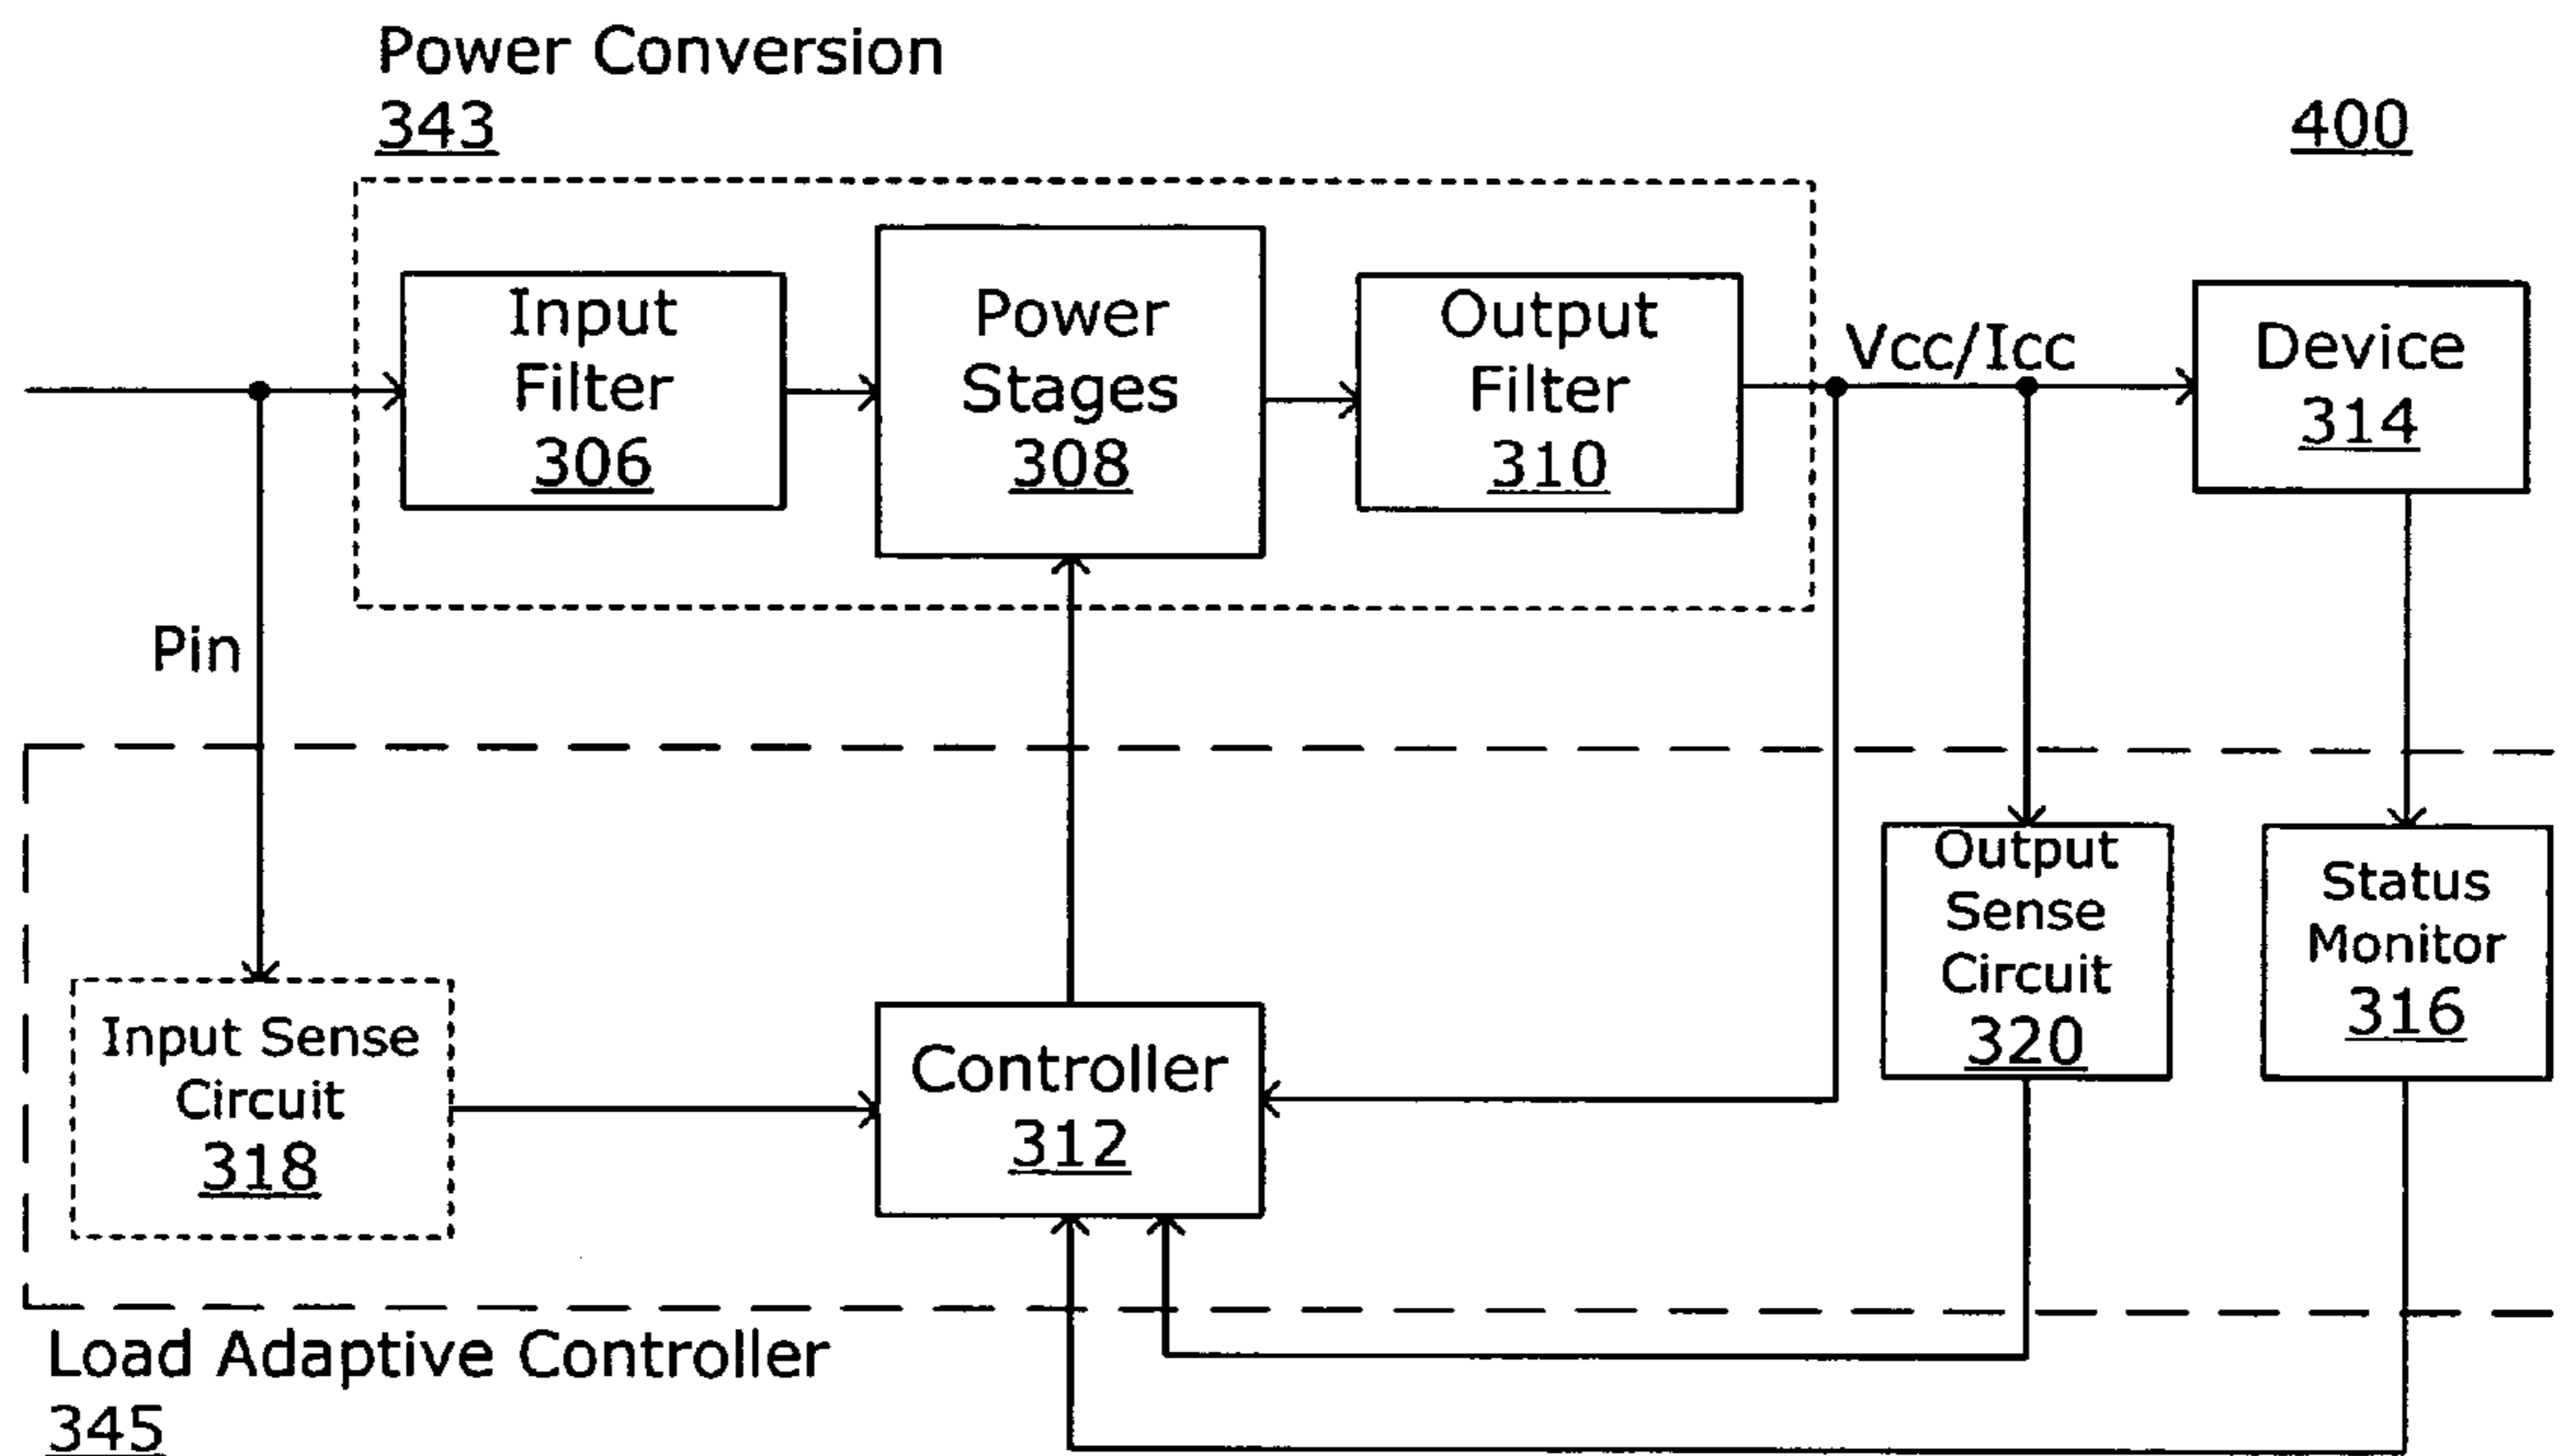 Power Conversion
343
400
Input
Filter
306
Power
Stages
308
Output
Filter
310
Vcc/Icc
Device
314
Pin
Input Sense
Circuit
318
Controller
312
Output
Sense
Circuit
320
Status
Monitor
316
Load Adaptive Controller
345